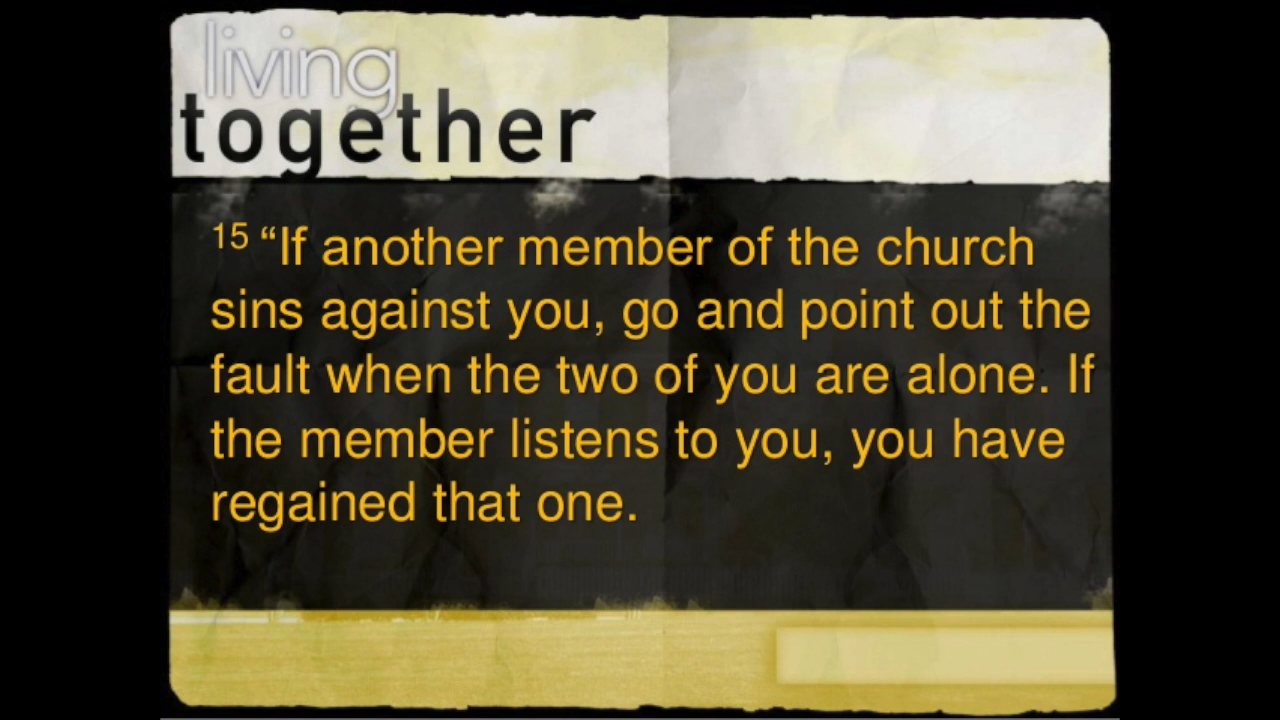 living
together
15 “If another member of the church
sins against you, go and point out the
fault when the two of you are alone. If
the member listens to you, you have
regained that one.